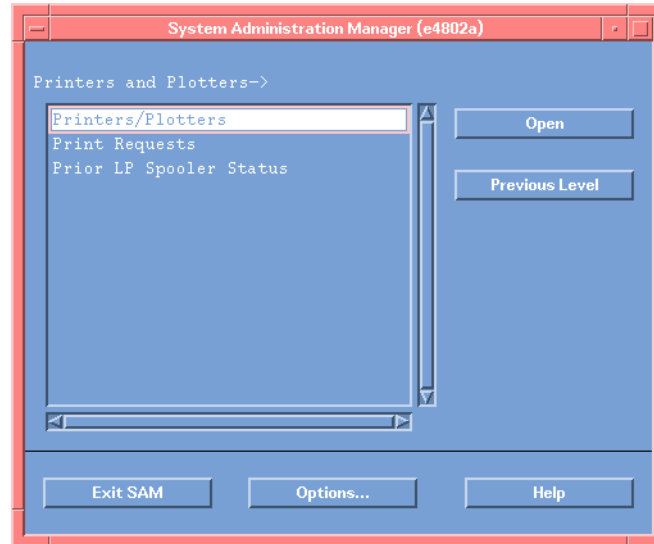 System Administration Manager (e4802a)
Printers and Plotters->
Printers/Plotters
Print Requests
Prior LP Spooler Status
Open
Previous Level
Exit SAM
Options...
Help